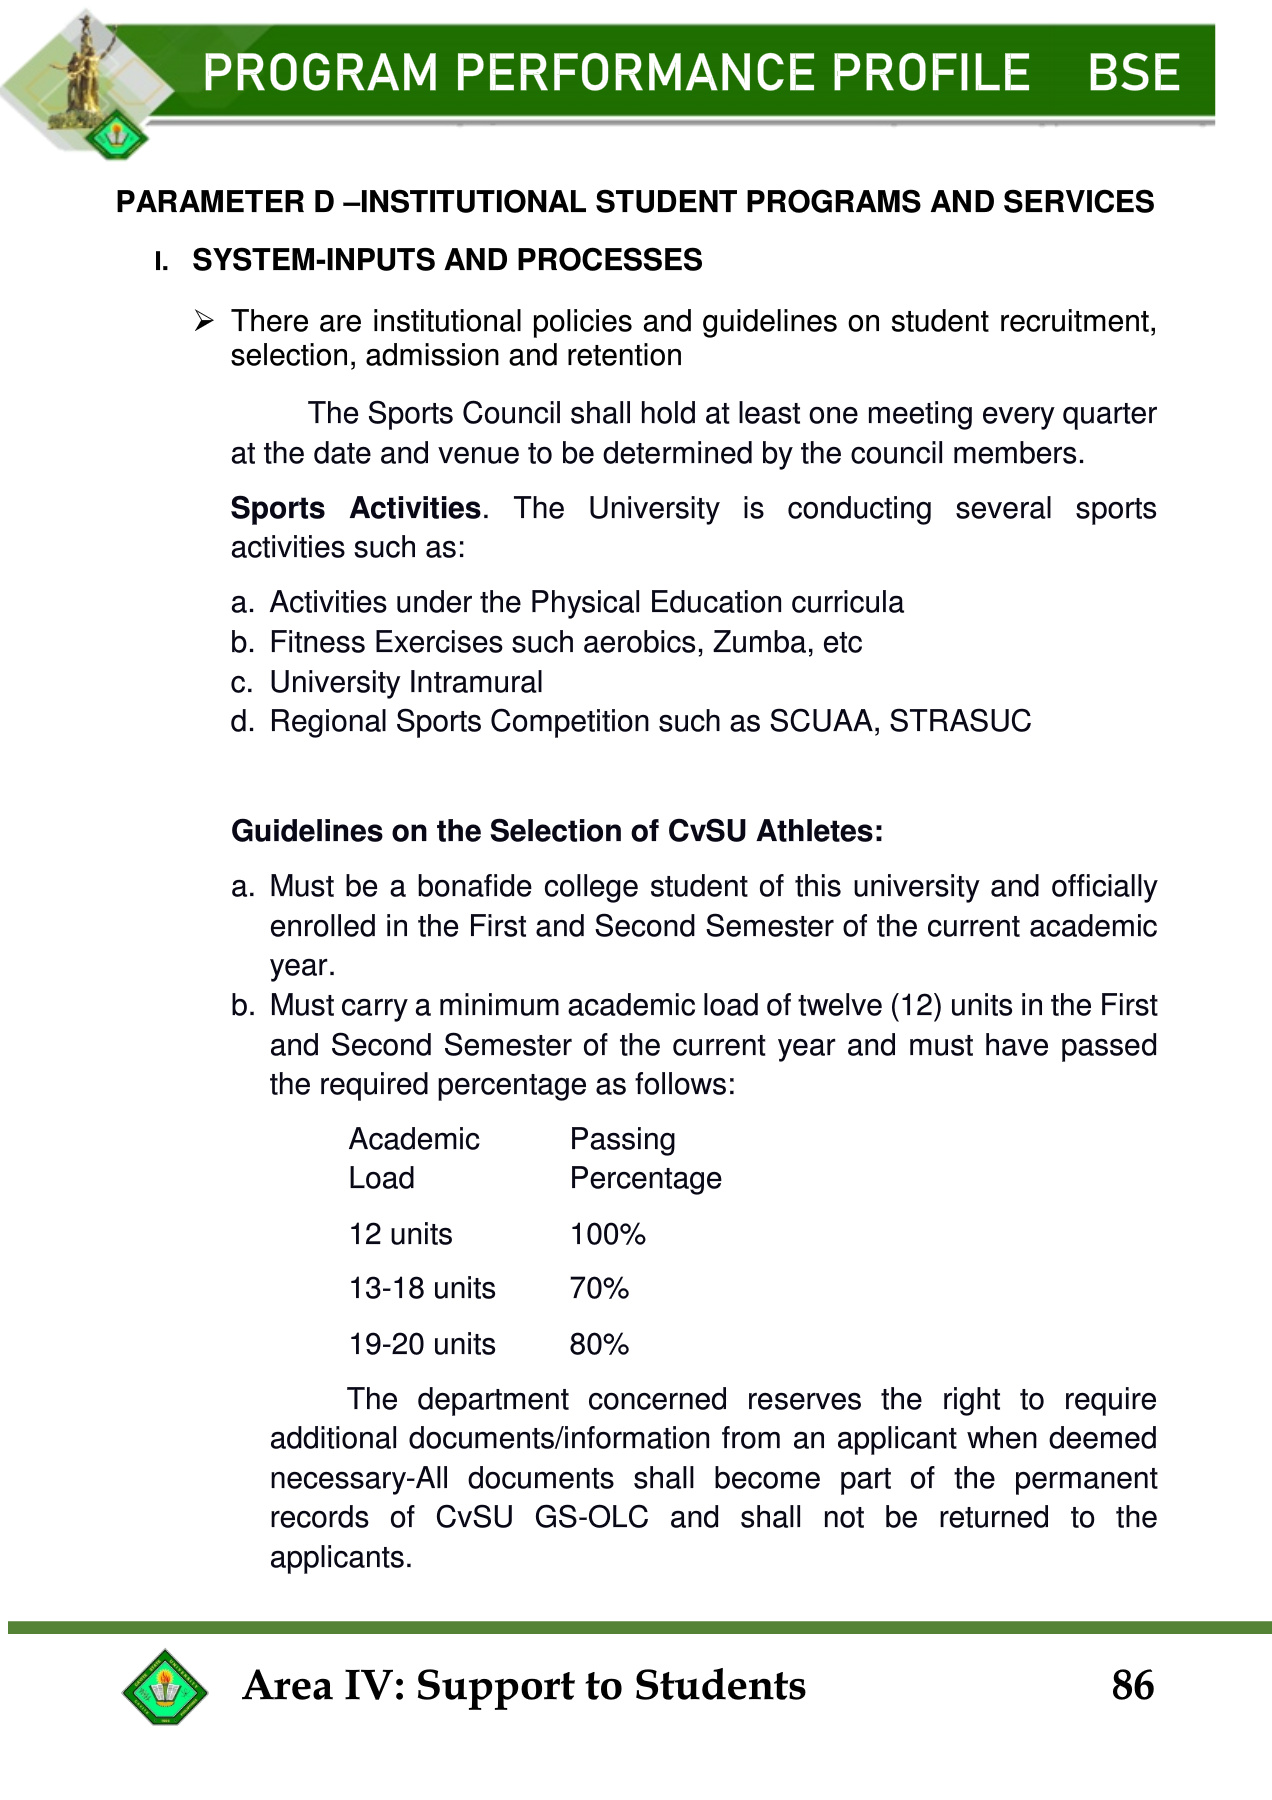 PROGRAM PERFORMANCE PROFILE BSE
PARAMETER D –INSTITUTIONAL STUDENT PROGRAMS AND SERVICES
I. SYSTEM-INPUTS AND PROCESSES
➢ There are institutional policies and guidelines on student recruitment,
selection, admission and retention
The Sports Council shall hold at least one meeting every quarter
at the date and venue to be determined by the council members.
Sports Activities. The University is conducting several sports
activities such as:
a. Activities under the Physical Education curricula
b. Fitness Exercises such aerobics, Zumba, etc
c. University Intramural
d. Regional Sports Competition such as SCUAA, STRASUC
Guidelines on the Selection of CvSU Athletes:
a. Must be a bonafide college student of this university and officially
enrolled in the First and Second Semester of the current academic
year.
b. Must carry a minimum academic load of twelve (12) units in the First
and Second Semester of the current year and must have passed
the required percentage as follows:
Academic Passing
Load Percentage
12 units 100%
13-18 units 70%
19-20 units 80%
The department concerned reserves the right to require
additional documents/information from an applicant when deemed
necessary-All documents shall become part of the permanent
records of CvSU GS-OLC and shall not be returned to the
applicants.
Area IV: Support to Students 86